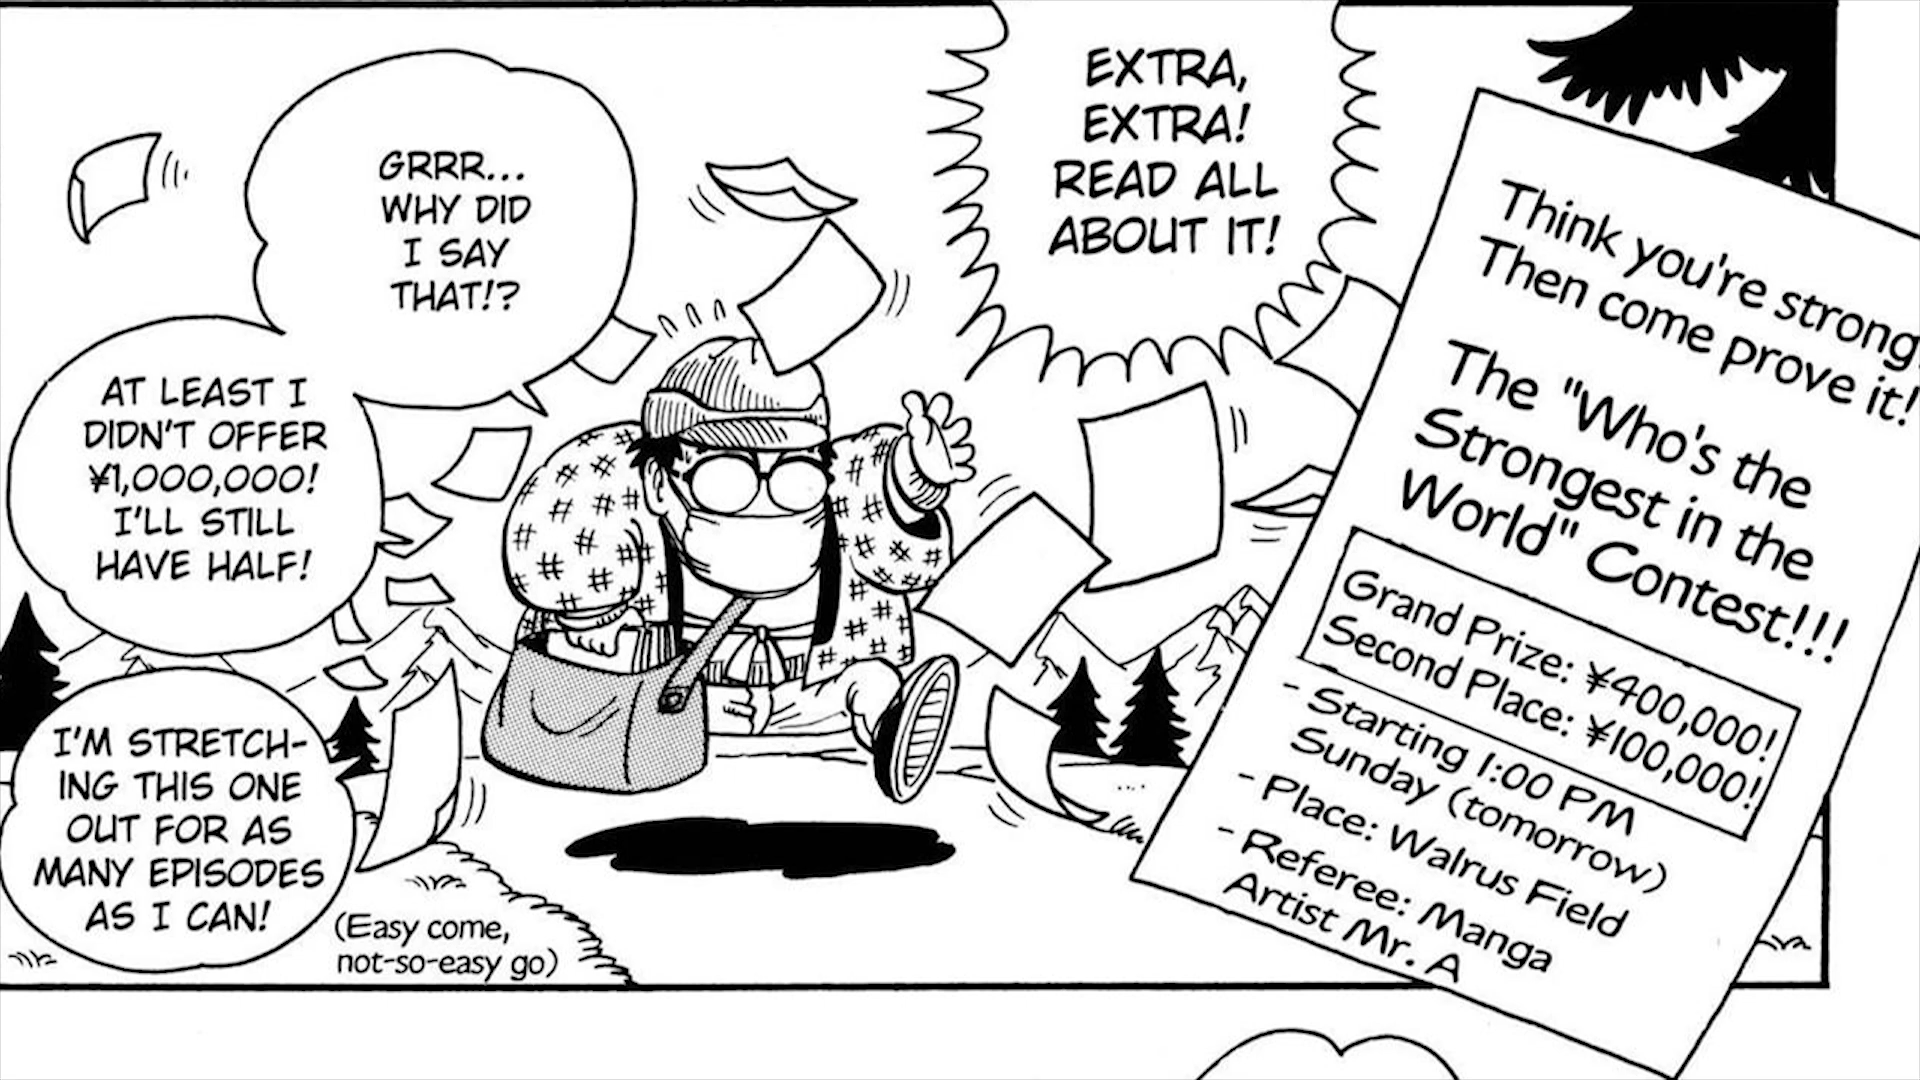 EXTRA,
EXTRA!
READ ALL
ABOUT IT!
GRRR...
WHY DID
I SAY
THAT!?
AT LEAST I
DIDN'T OFFER
¥1,000,000!
I'LL STILL
HAVE HALF!
I'M STRETCH-
ING THIS ONE
OUT FOR AS
MANY EPISODES
AS I CAN!
(Easy come,
not-so-easy go)
Think you're strong
Then come prove it!
The "Who's the
Strongest in the
World" Contest!!!
Grand Prize: ¥400,000!
Second Place: ¥100,000!
- Starting 1:00 PM
Sunday (tomorrow)
- Place: Walrus Field
- Referee: Manga
Artist Mr. A